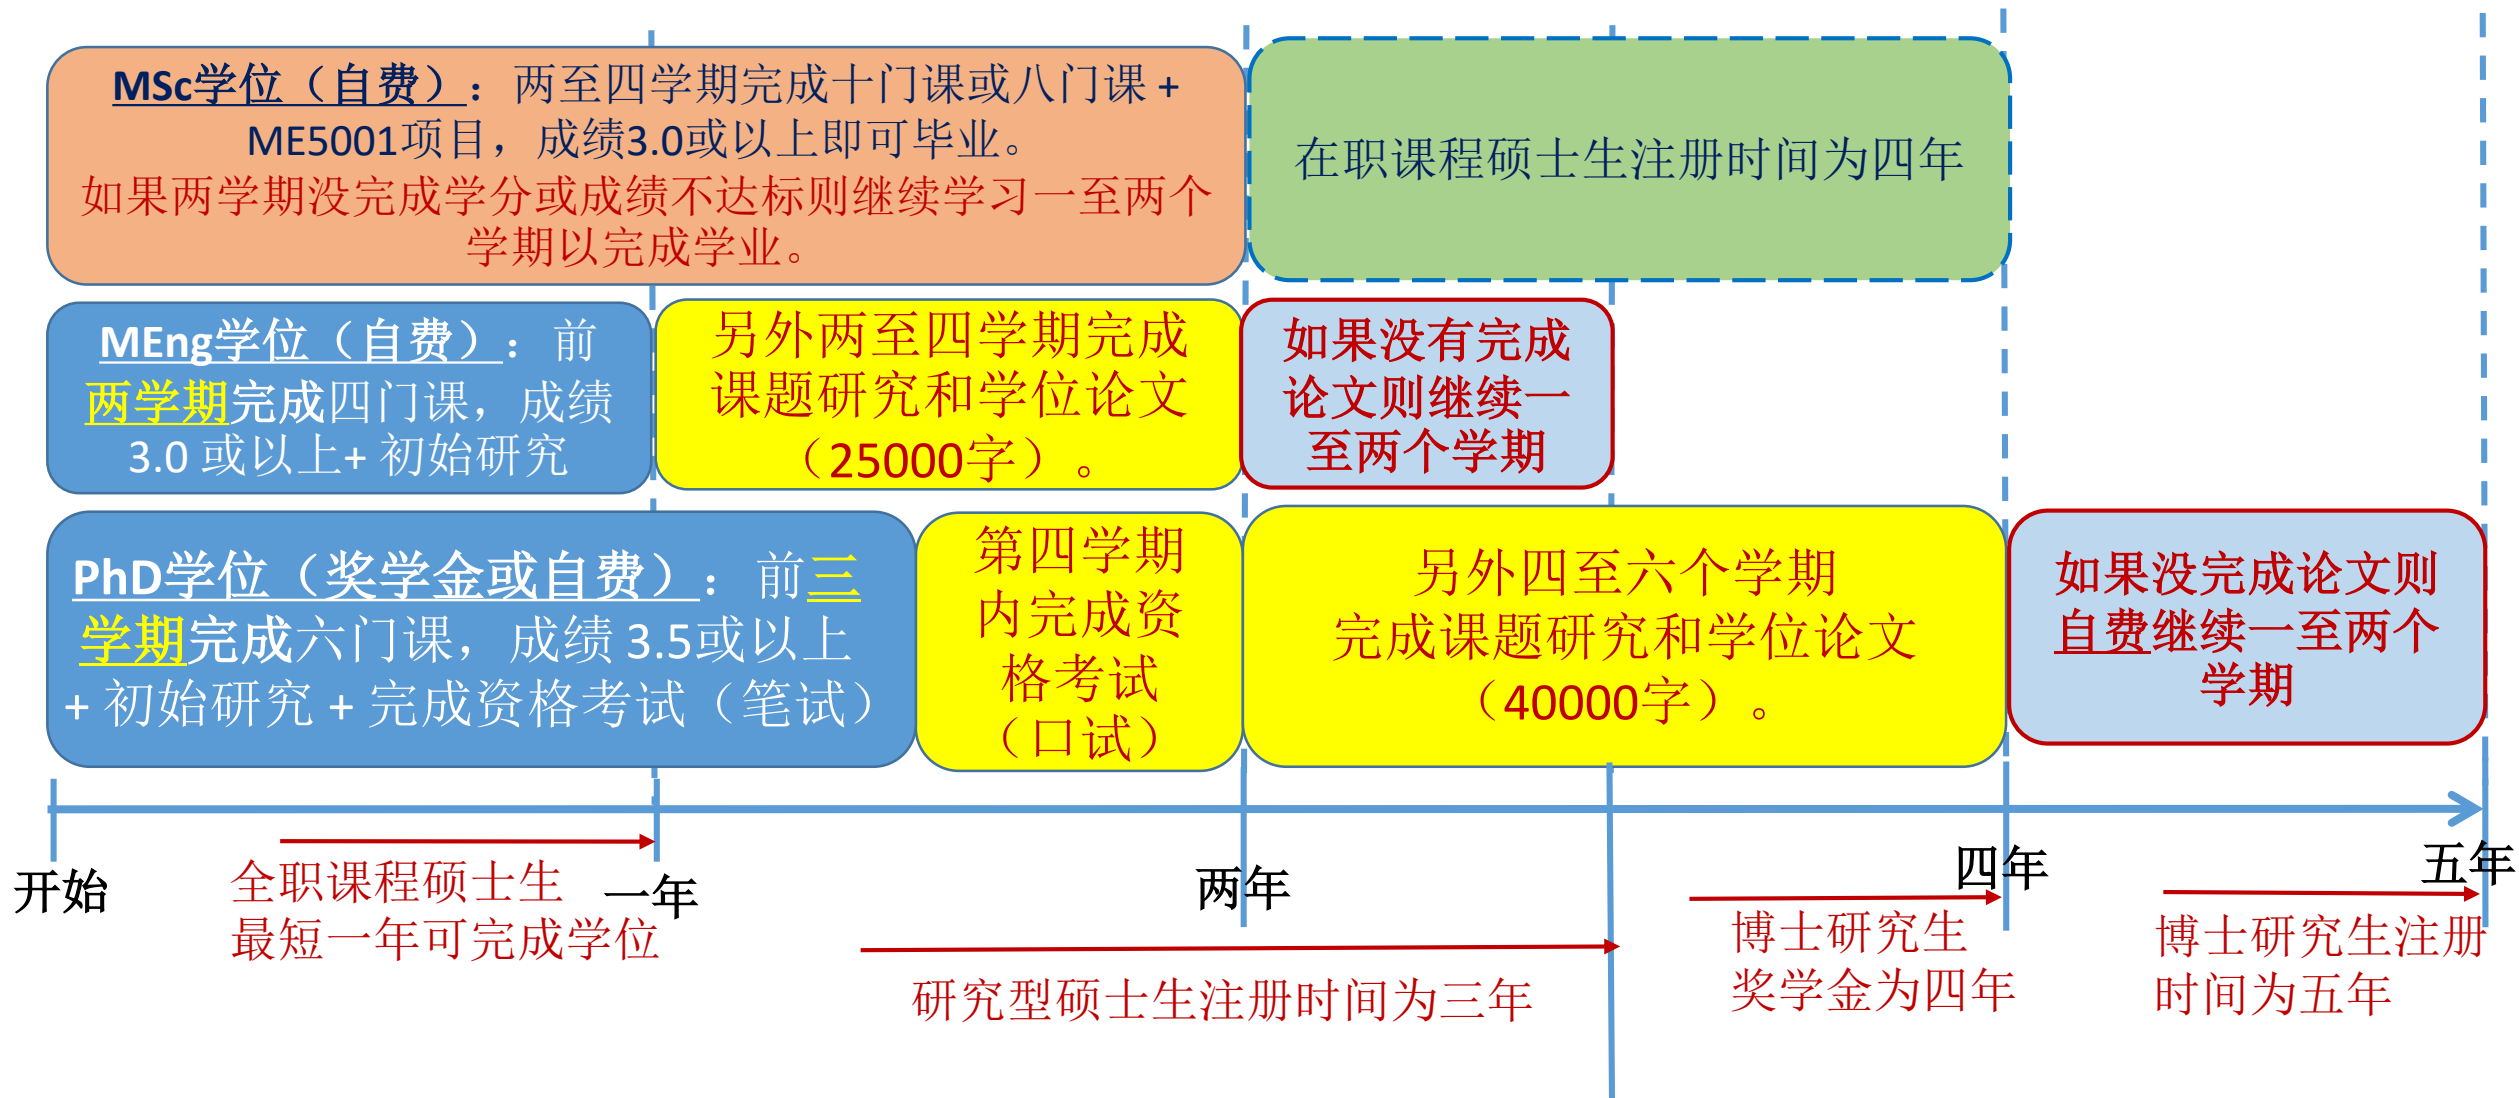 MSc学位（自费）：两至四学期完成十门课或八门课 +
ME5001项目，成绩3.0或以上即可毕业。
如果两学期没完成学分或成绩不达标则继续学习一至两个
学期以完成学业。
在职课程硕士生注册时间为四年
MEng学位（自费）：前
两学期完成四门课，成绩
3.0 或以上+ 初始研究
另外两至四学期完成
课题研究和学位论文
（25000字）。
如果没有完成
论文则继续一
至两个学期
PhD学位（奖学金或自费）：前三
学期完成六门课，成绩 3.5或以上
+ 初始研究 + 完成资格考试（笔试）
第四学期
内完成资
格考试
（口试）
另外四至六个学期
完成课题研究和学位论文
（40000字）。
如果没完成论文则
自费继续一至两个
学期
开始
全职课程硕士生
最短一年可完成学位
一年
两年
研究型硕士生注册时间为三年
四年
博士研究生
奖学金为四年
五年
博士研究生注册
时间为五年